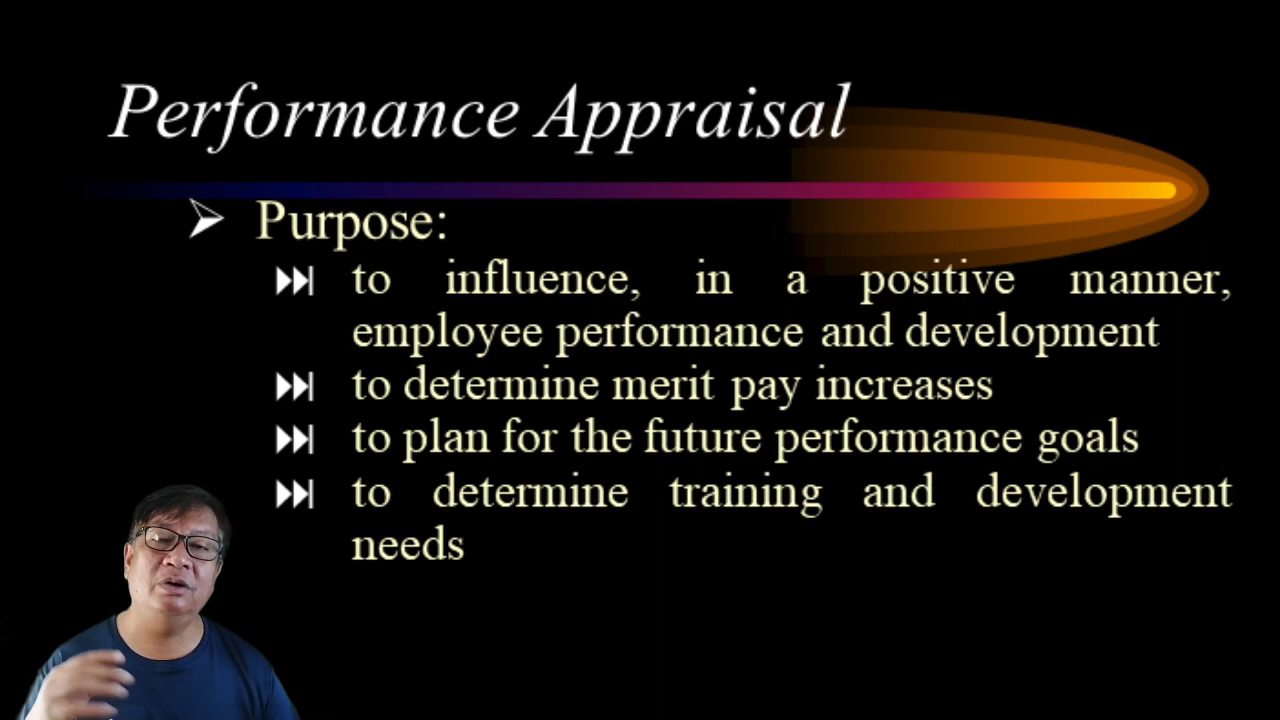 Performance Appraisal
Purpose:
to influence, in a positive manner,
employee performance and development
to determine merit pay increases
to plan for the future performance goals
to determine training and development
needs